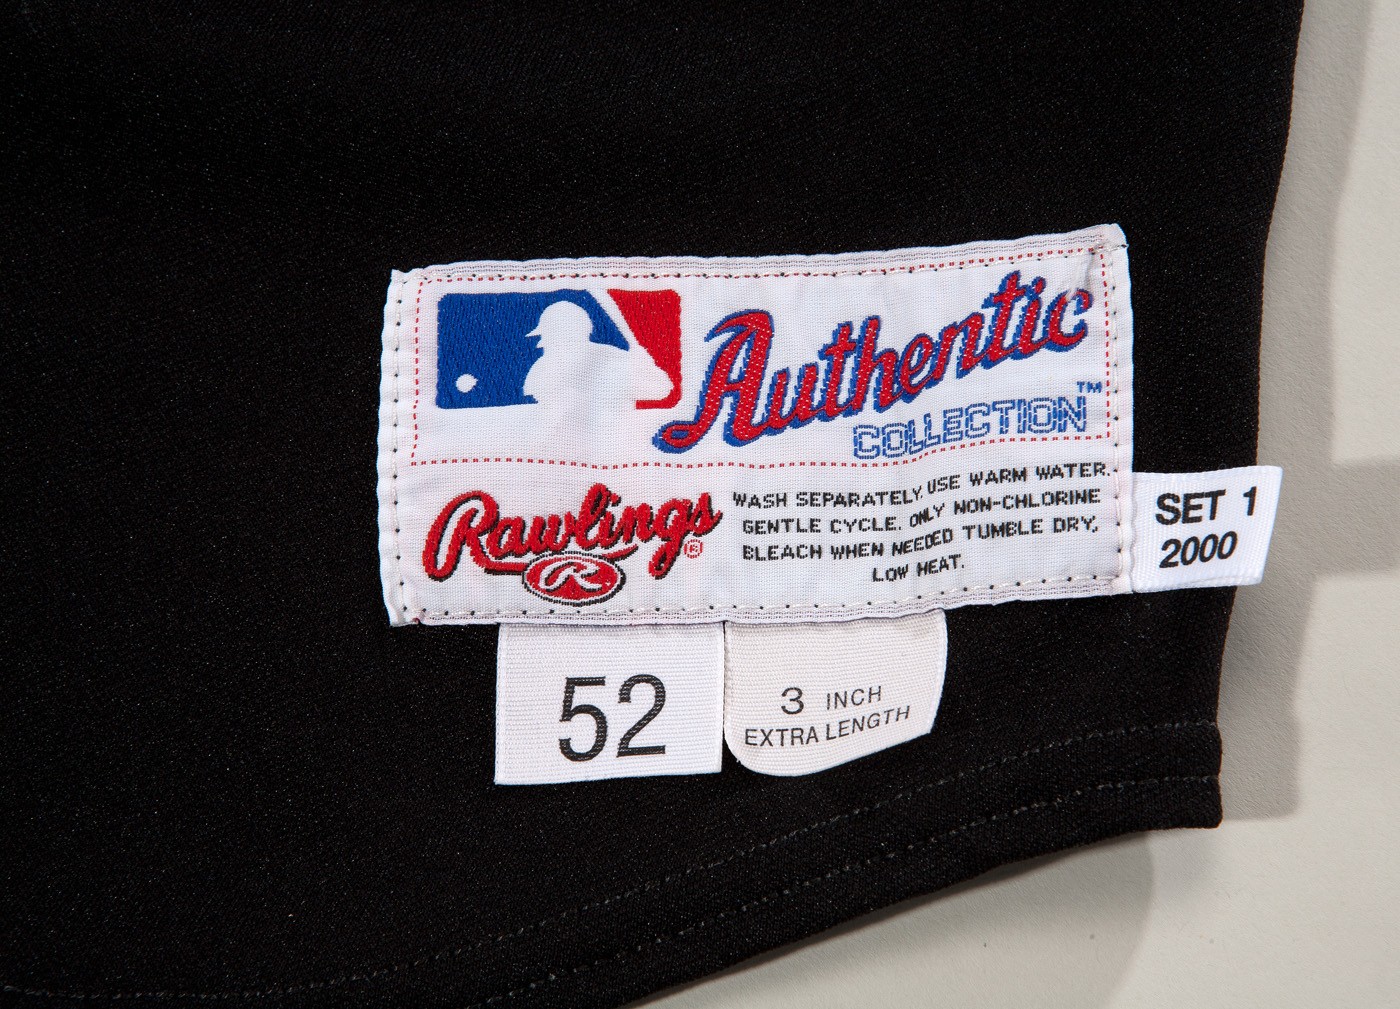 Authentic
COLLECTION™
Rawlings®
R
WASH SEPARATELY. USE WARM WATER.
GENTLE CYCLE. ONLY NON-CHLORINE
BLEACH WHEN NEEDED TUMBLE DRY,
LOW HEAT.
SET 1
2000
52
3 INCH
EXTRA LENGTH